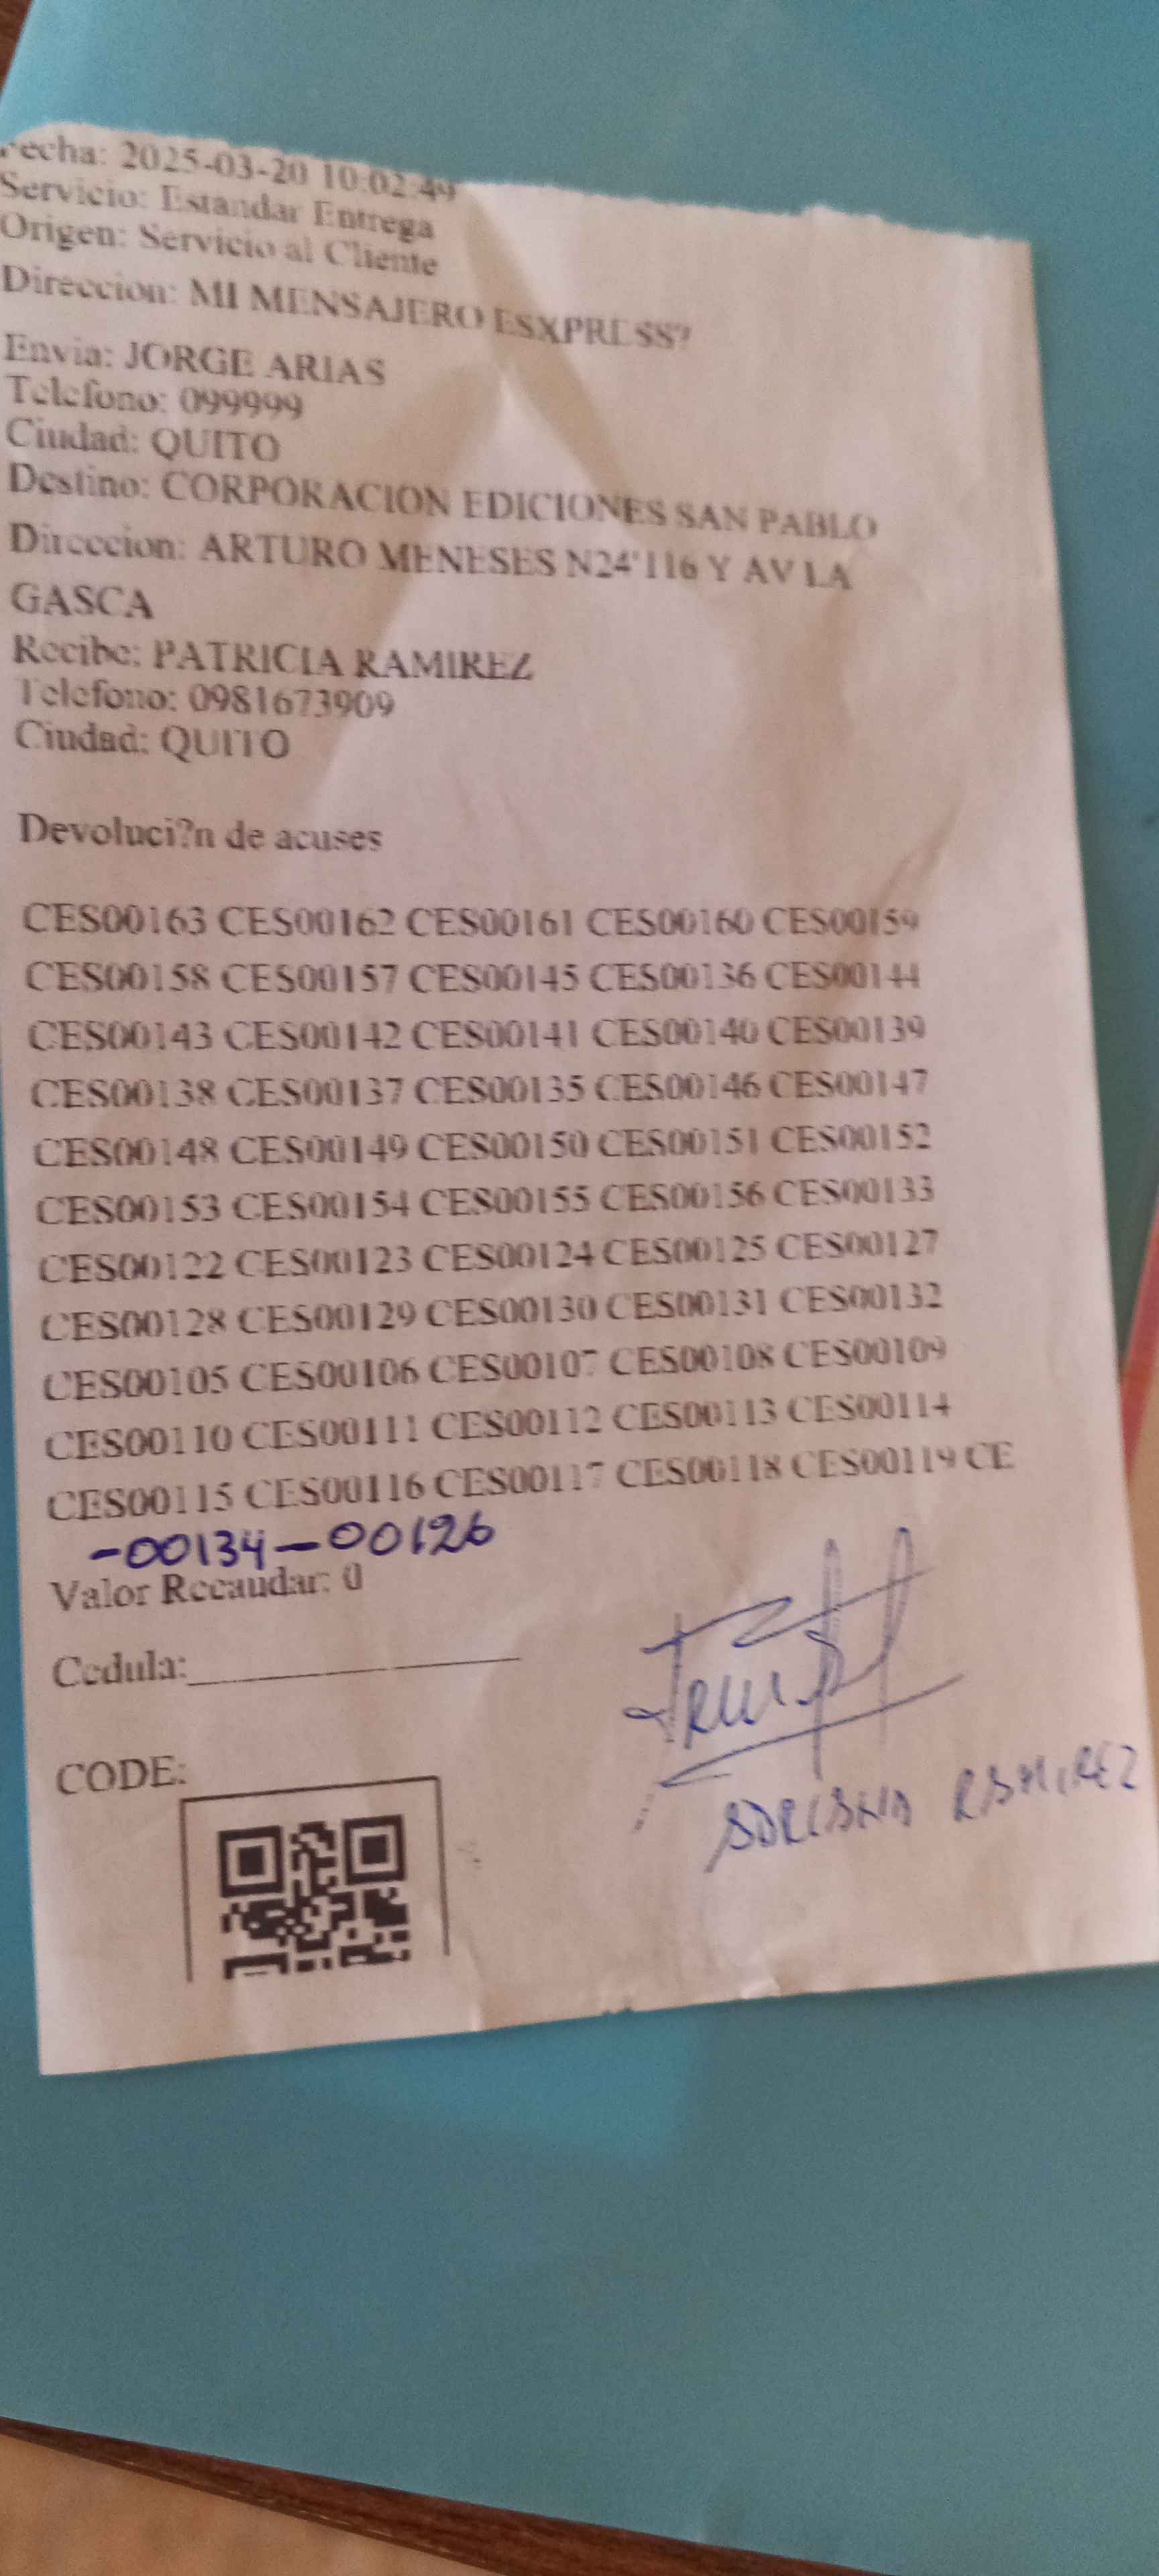 Fecha: 2025-03-20 10:02:49
Servicio: Estandar Entrega
Origen: Servicio al Cliente
Direccion: MI MENSAJERO ESXPRESS?
Envia: JORGE ARIAS
Telefono: 099999
Ciudad: QUITO
Destino: CORPORACION EDICIONES SAN PABLO
Direccion: ARTURO MENESES N24'116 Y AV LA
GASCA
Recibe: PATRICIA RAMIREZ
Telefono: 0981673909
Ciudad: QUITO
Devoluci?n de acuses
CES00163 CES00162 CES00161 CES00160 CES00159
CES00158 CES00157 CES00145 CES00136 CES00144
CES00143 CES00142 CES00141 CES00140 CES00139
CES00138 CES00137 CES00135 CES00146 CES00147
CES00148 CES00149 CES00150 CES00151 CES00152
CES00153 CES00154 CES00155 CES00156 CES00133
CES00122 CES00123 CES00124 CES00125 CES00127
CES00128 CES00129 CES00130 CES00131 CES00132
CES00105 CES00106 CES00107 CES00108 CES00109
CES00110 CES00111 CES00112 CES00113 CES00114
CES00115 CES00116 CES00117 CES00118 CES00119 CE
-00134-00126
Valor Recaudar: 0
Cedula:
ADRIANA RAMIREZ
CODE: